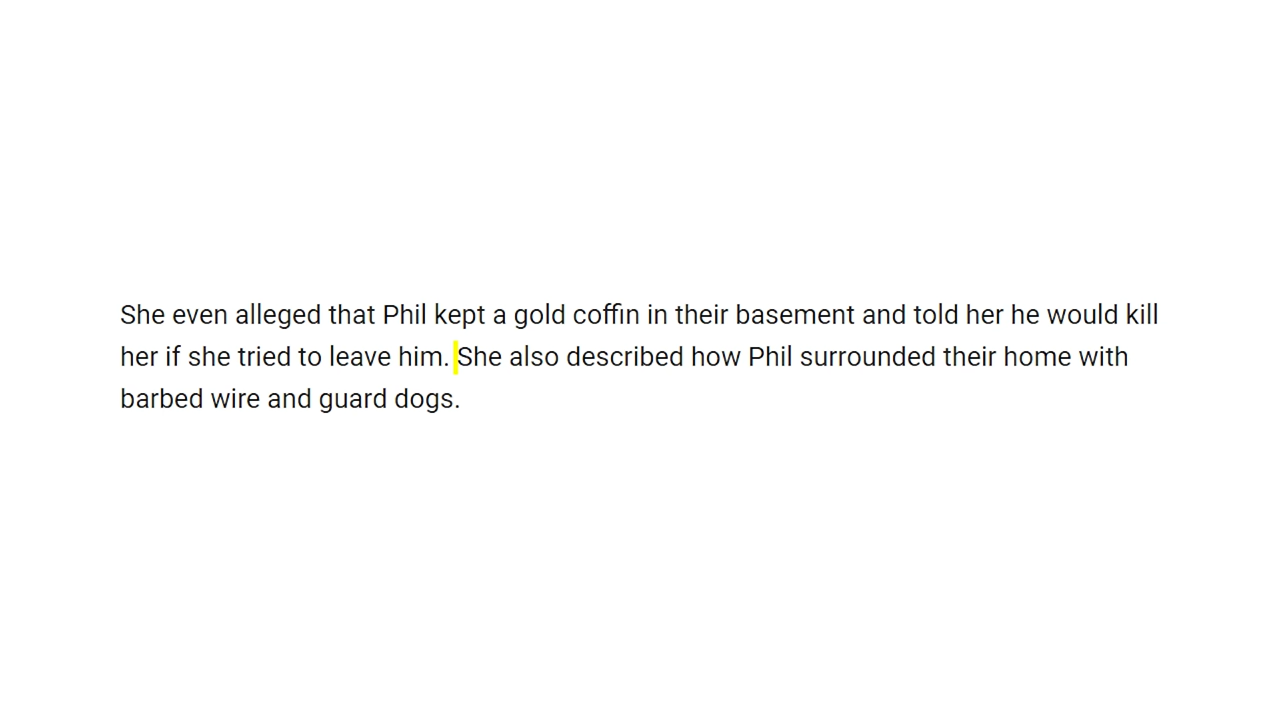 She even alleged that Phil kept a gold coffin in their basement and told her he would kill
her if she tried to leave him. She also described how Phil surrounded their home with
barbed wire and guard dogs.